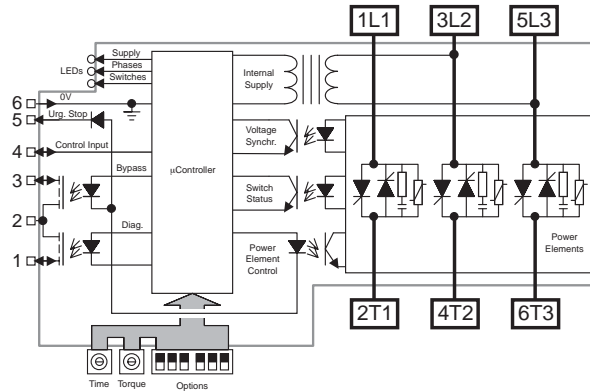 1L1
3L2
5L3
Supply
LEDs
Phases
Switches
Internal
Supply
6
0V
5
Urg. Stop
4
Control Input
Voltage
Synchr.
µController
3
Bypass
Switch
Status
2
Diag.
Power
Element
Control
Power
Elements
1
2T1
4T2
6T3
Time
Torque
Options